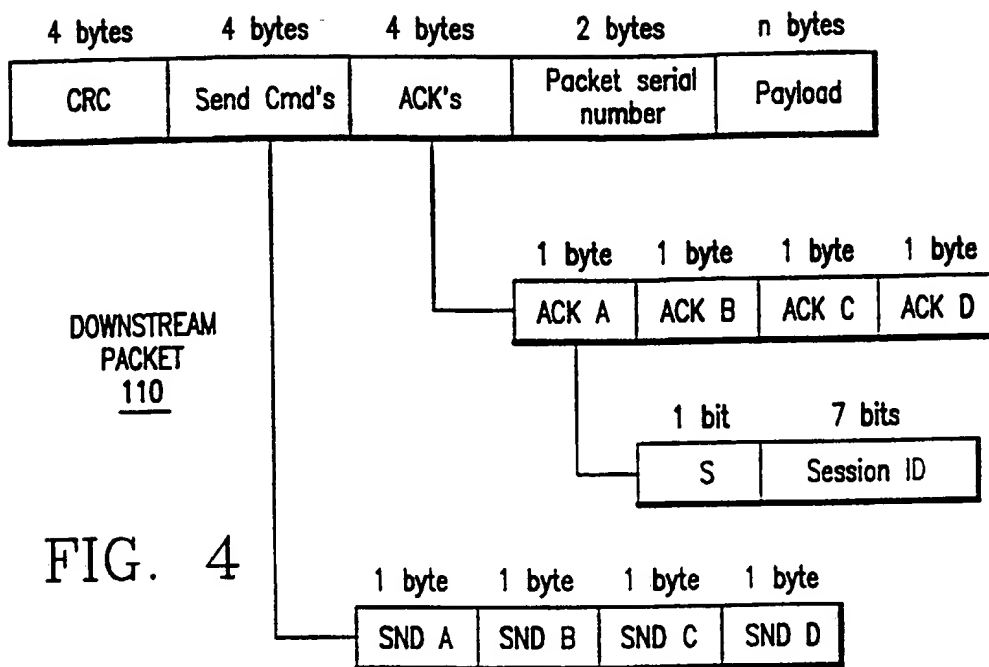 4 bytes 4 bytes 4 bytes 2 bytes n bytes
CRC Send Cmd's ACK's Packet serial number Payload
1 byte 1 byte 1 byte 1 byte
ACK A ACK B ACK C ACK D
DOWNSTREAM
PACKET
110
1 bit 7 bits
S Session ID
FIG. 4
1 byte 1 byte 1 byte 1 byte
SND A SND B SND C SND D